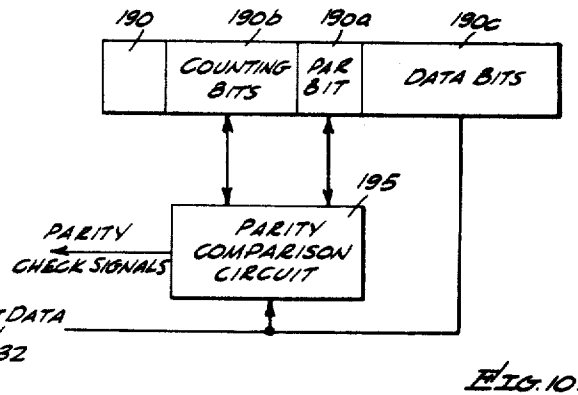 190 190b 190a 190c
COUNTING BITS
PAR BIT
DATA BITS
195
PARITY COMPARISON CIRCUIT
PARITY CHECK SIGNALS
DATA
32
FIG. 10.